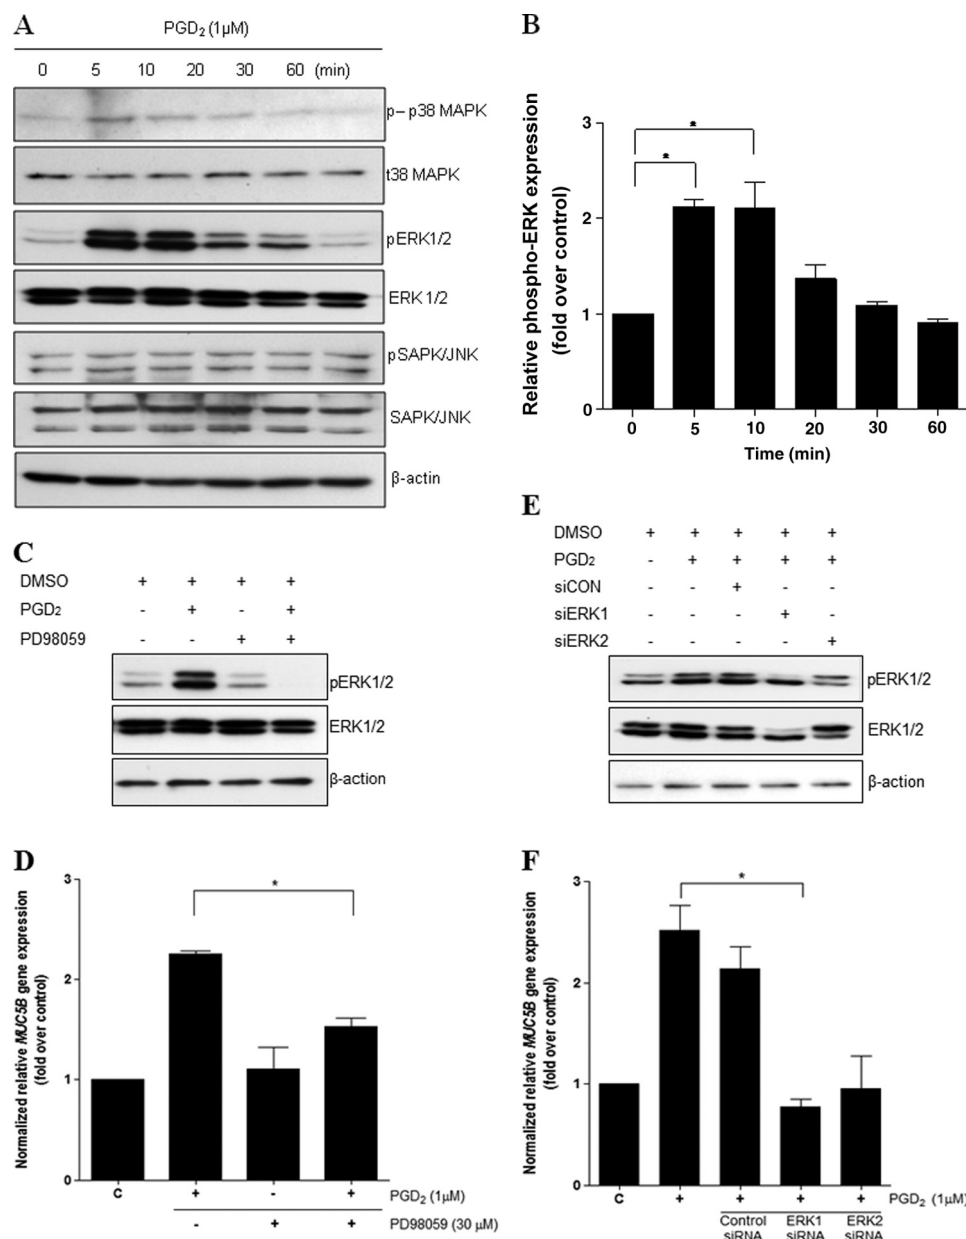 A
PGD2 (1µM)
0 5 10 20 30 60 (min)
p– p38 MAPK
t38 MAPK
pERK1/2
ERK 1/2
pSAPK/JNK
SAPK/JNK
β-actin
B
Relative phospho-ERK expression
(fold over control)
3
2
1
0
* *
0 5 10 20 30 60
Time (min)
C
DMSO + + + +
PGD2 - + - +
PD98059 - - + +
pERK1/2
ERK1/2
β-action
D
Normalized relative MUC5B gene expression
(fold over control)
3
2
1
0
*
C + - + PGD2 (1µM)
- + + PD98059 (30 µM)
E
DMSO + + + + +
PGD2 - + + + +
siCON - - + - -
siERK1 - - - + -
siERK2 - - - - +
pERK1/2
ERK1/2
β-action
F
Normalized relative MUC5B gene expression
(fold over control)
3
2
1
0
*
C + + + + PGD2 (1µM)
Control ERK1 ERK2
siRNA siRNA siRNA